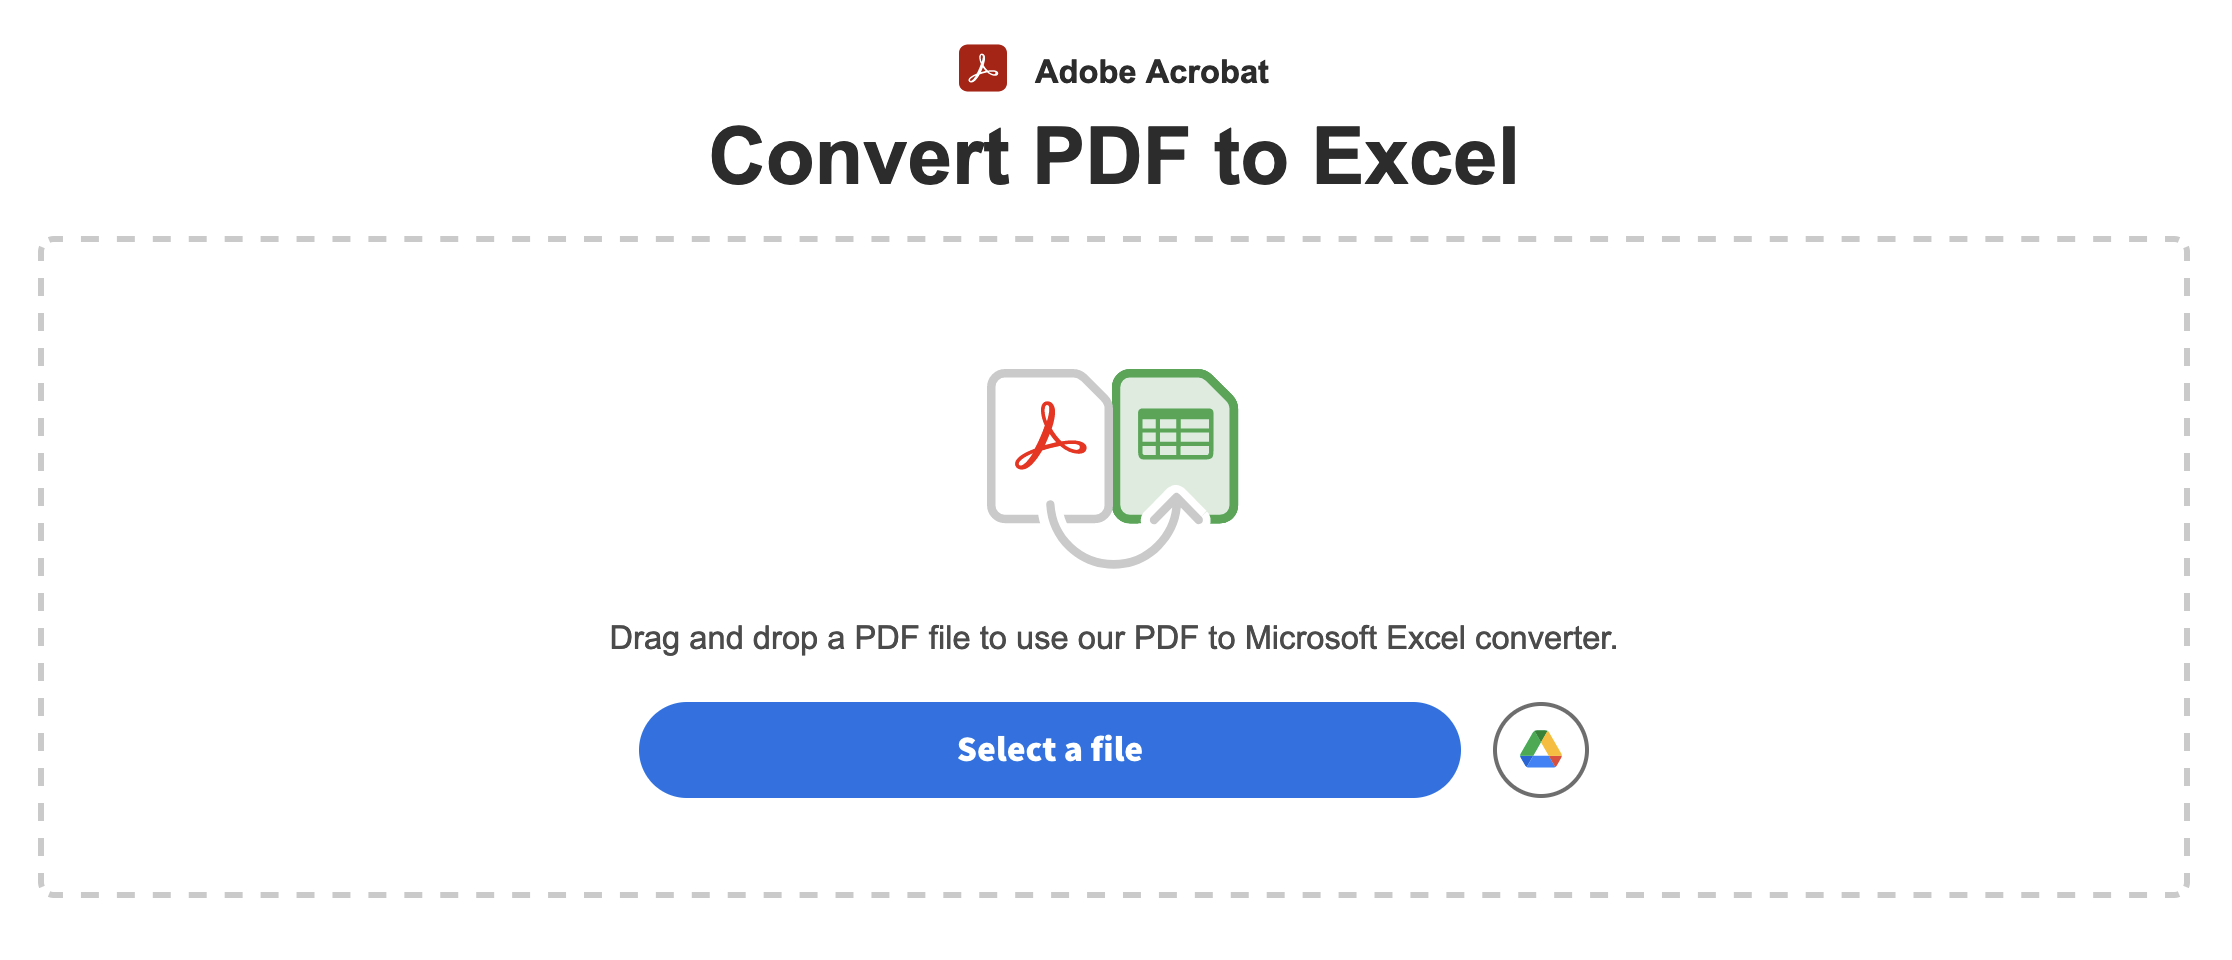 Adobe Acrobat
Convert PDF to Excel
Drag and drop a PDF file to use our PDF to Microsoft Excel converter.
Select a file